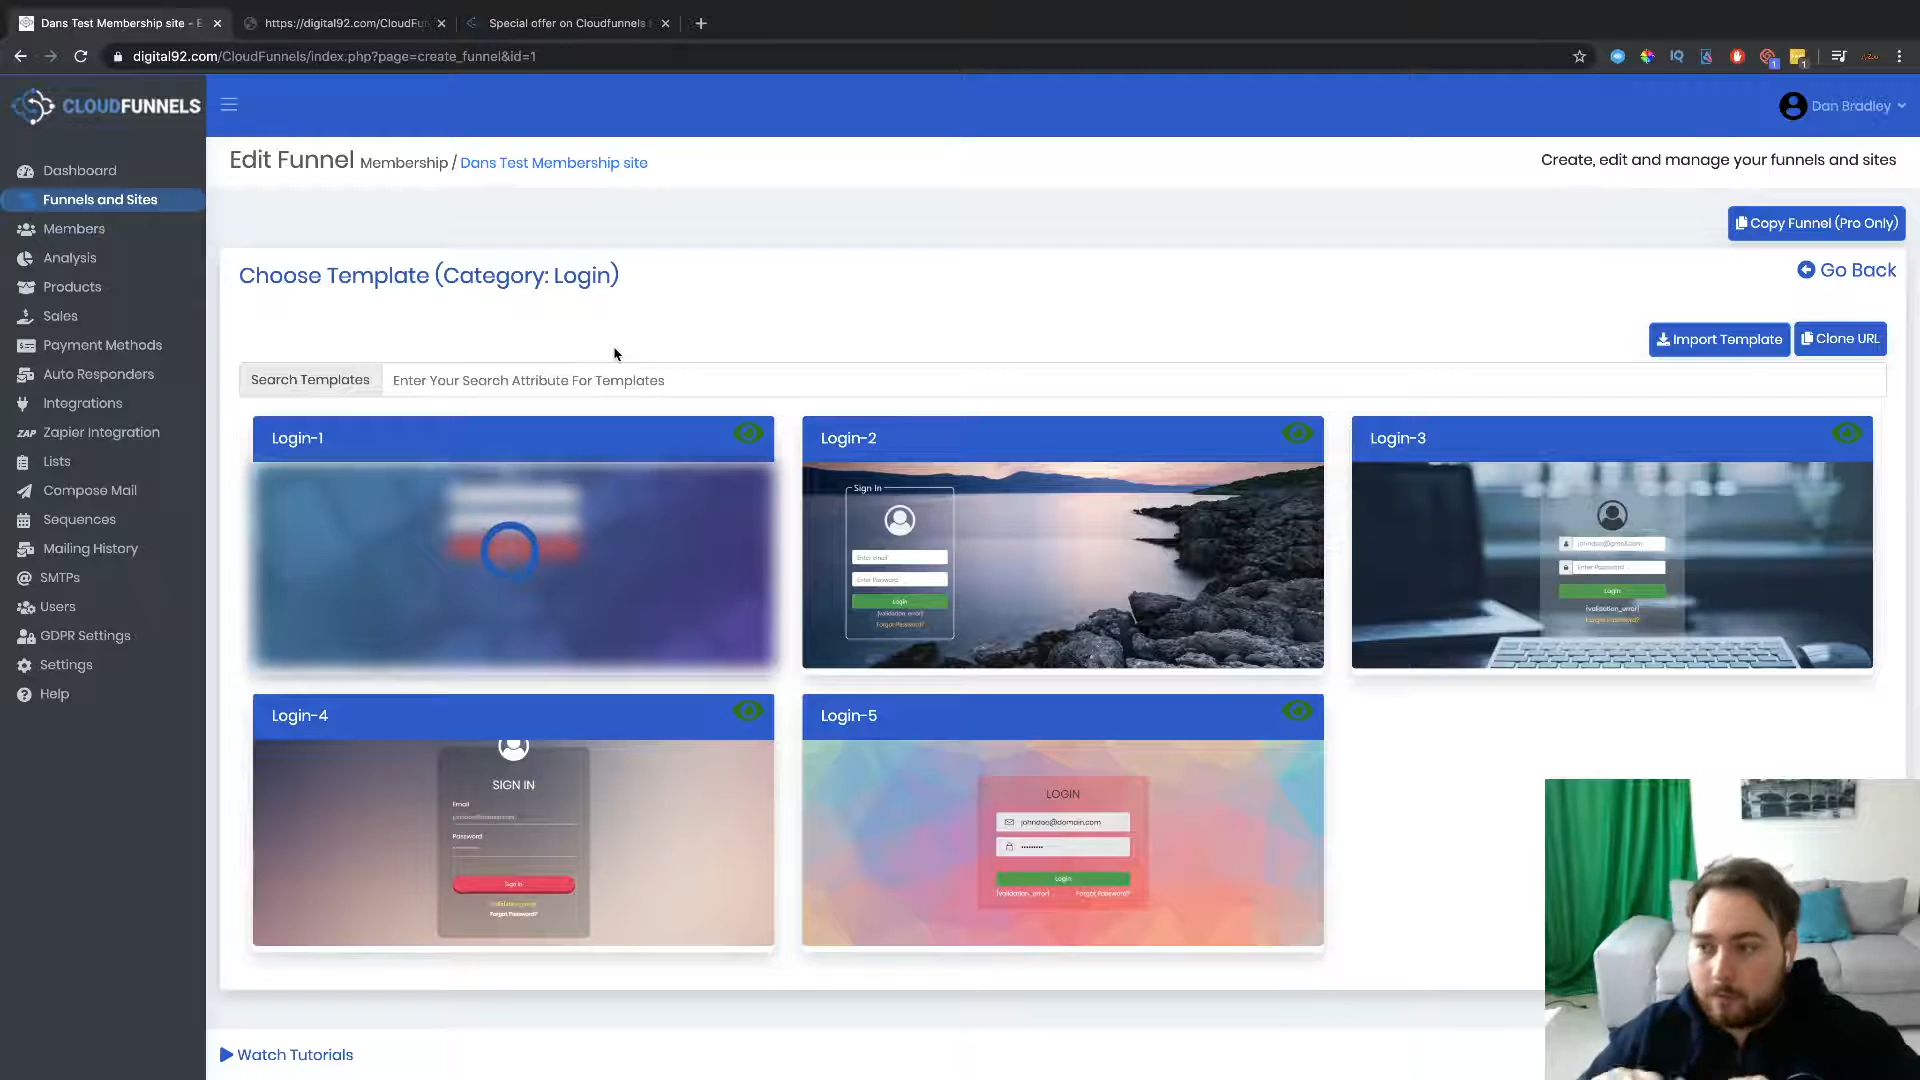 Dans Test Membership site - E
https://digital92.com/CloudFu
Special offer on Cloudfunnels
digital92.com/CloudFunnels/index.php?page=create_funnel&id=1
CLOUDFUNNELS
Dan Bradley
Edit Funnel Membership / Dans Test Membership site
Create, edit and manage your funnels and sites
Dashboard
Funnels and Sites
Members
Analysis
Products
Sales
Payment Methods
Auto Responders
Integrations
ZAP Zapier Integration
Lists
Compose Mail
Sequences
Mailing History
SMTPs
Users
GDPR Settings
Settings
Help
Copy Funnel (Pro Only)
Choose Template (Category: Login)
Go Back
Import Template
Clone URL
Search Templates
Enter Your Search Attribute For Templates
Login-1
Login-2
Sign In
Enter email
Enter Password
Login
{validation_error}
Forgot Password?
Login-3
johndoe@gmail.com
Enter Password
Login
{validation_error}
Forgot Password?
Login-4
SIGN IN
Email
johndoe@domain.com
Password
Sign In
Forgot Password?
Login-5
LOGIN
johndoe@domain.com
Login
{validation_error}
Forgot Password?
Watch Tutorials